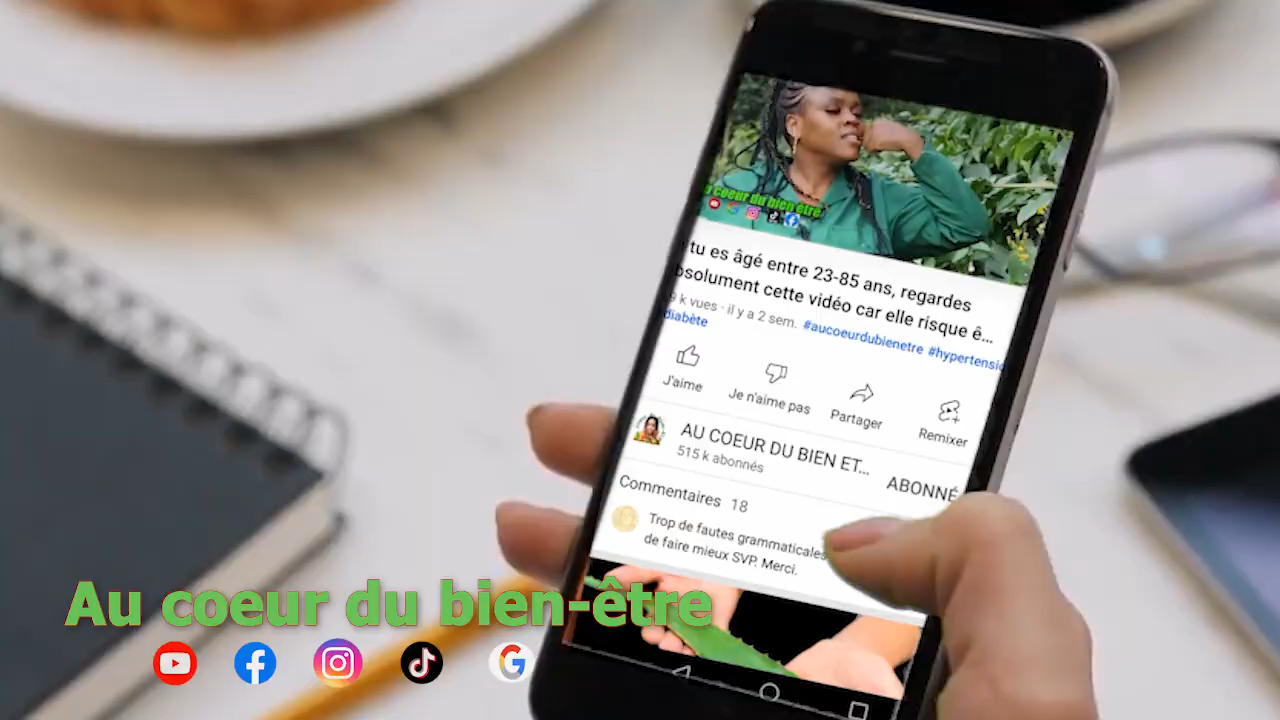 u coeur du bien être
tu es âgé entre 23-85 ans, regardes
bsolument cette vidéo car elle risque ê...
9 k vues · il y a 2 sem. #aucoeurdubienetre #hypertensio
diabète
J'aime
Je n'aime pas
Partager
Remixer
AU COEUR DU BIEN ET...
515 k abonnés
ABONNÉ
Commentaires 18
Trop de fautes grammaticales
de faire mieux SVP. Merci.
Au coeur du bien-être